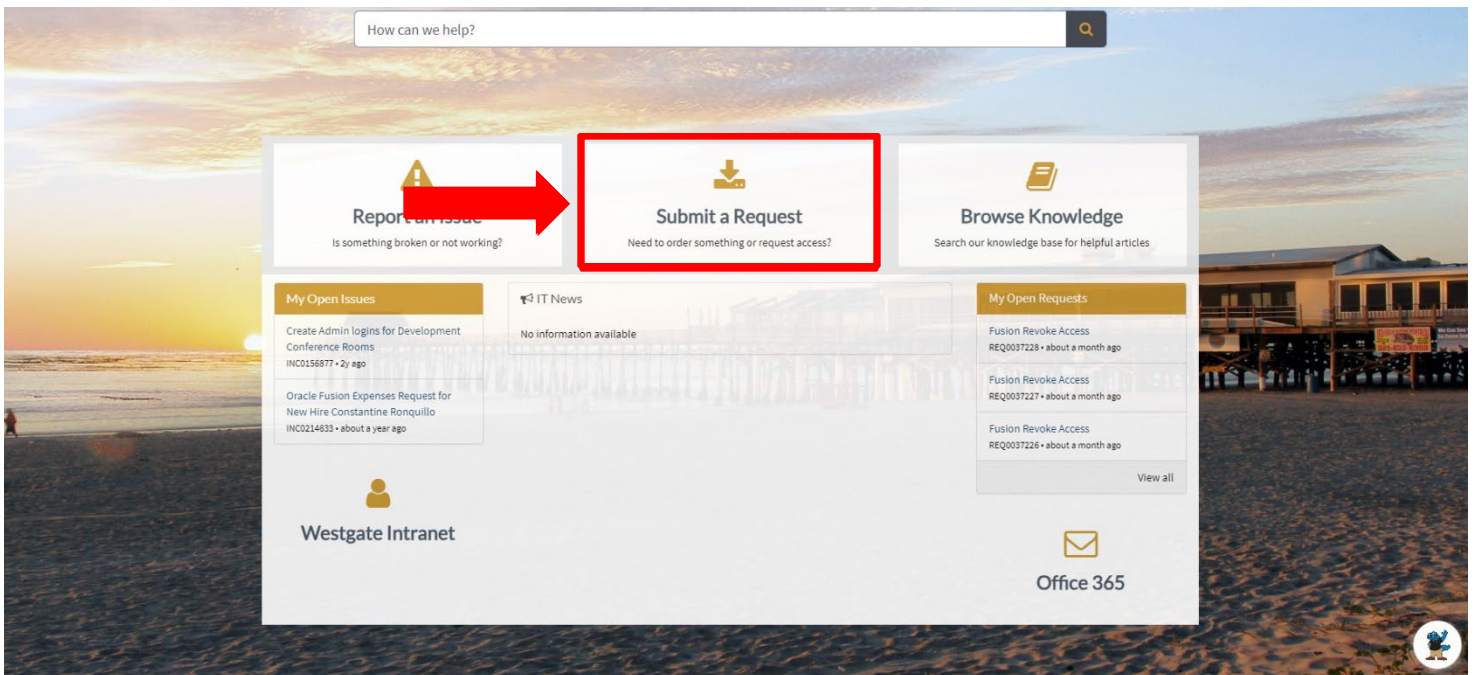 How can we help?
Report an Issue
Is something broken or not working?
Submit a Request
Need to order something or request access?
Browse Knowledge
Search our knowledge base for helpful articles
My Open Issues
Create Admin logins for Development
Conference Rooms
INC0156877 • 2y ago
Oracle Fusion Expenses Request for
New Hire Constantine Ronquillo
INC0214633 • about a year ago
IT News
No information available
My Open Requests
Fusion Revoke Access
REQ0037228 • about a month ago
Fusion Revoke Access
REQ0037227 • about a month ago
Fusion Revoke Access
REQ0037226 • about a month ago
View all
Westgate Intranet
Office 365